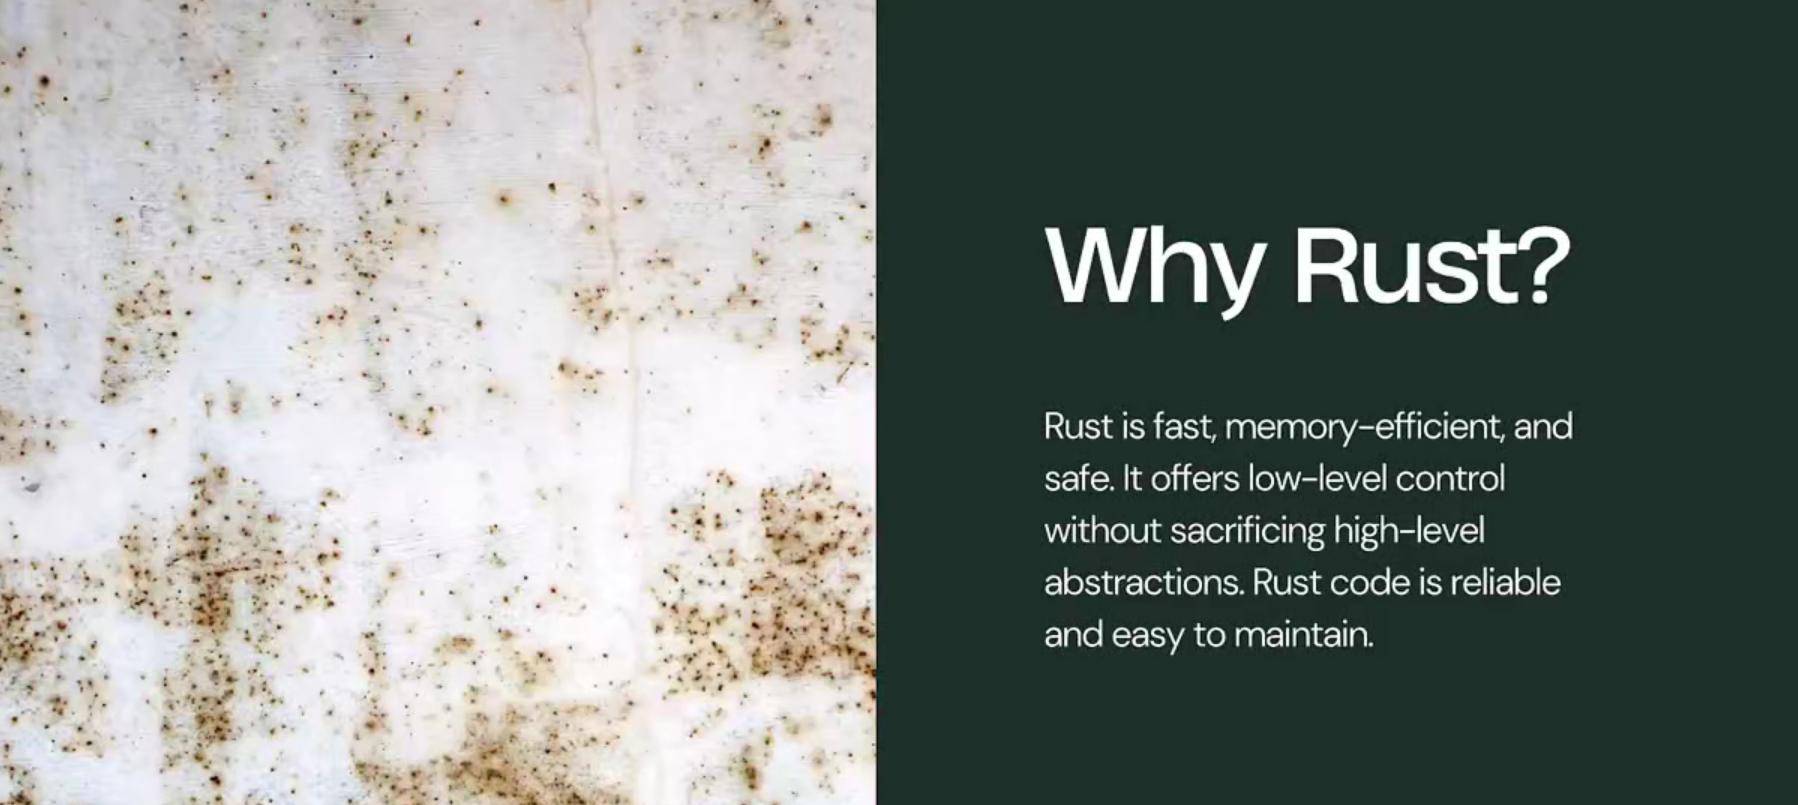 Why Rust?
Rust is fast, memory-efficient, and
safe. It offers low-level control
without sacrificing high-level
abstractions. Rust code is reliable
and easy to maintain.